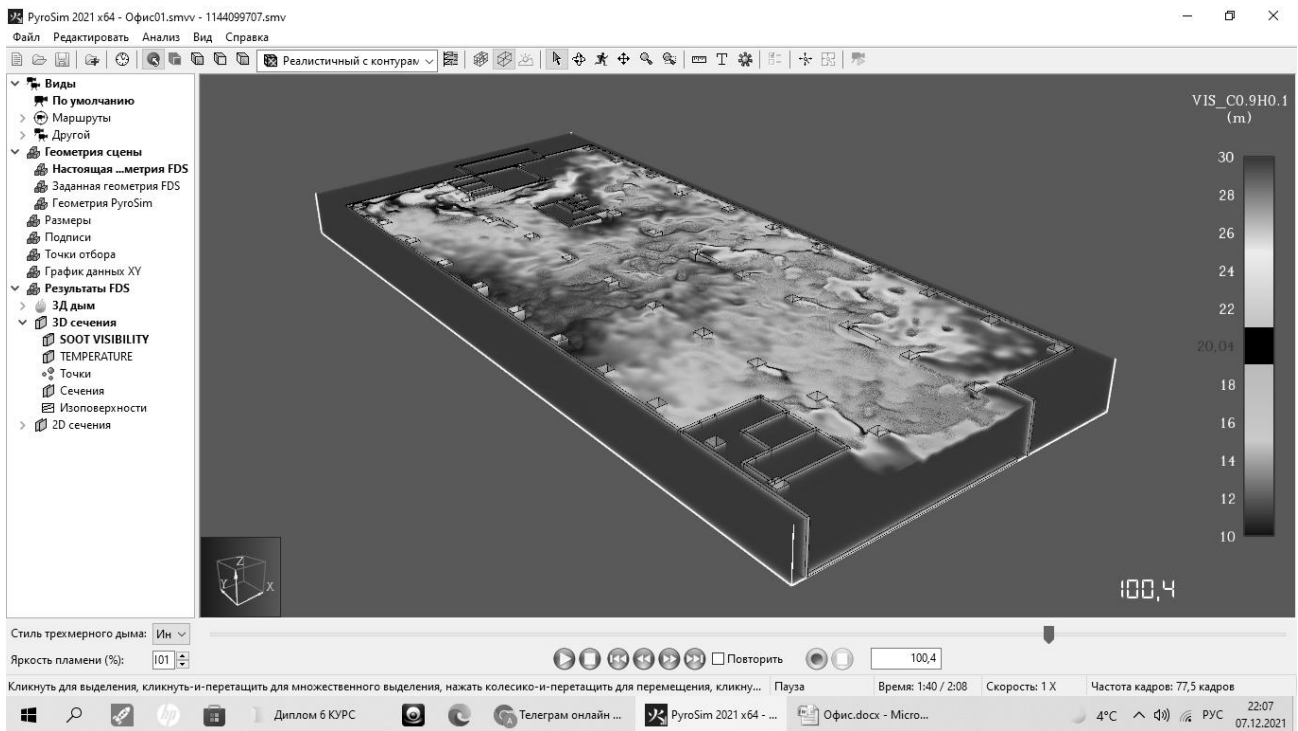 PyroSim 2021 x64 - Офис01.smvv - 1144099707.smv
Файл Редактировать Анализ Вид Справка
Реалистичный с контурам
Виды
По умолчанию
Маршруты
Другой
Геометрия сцены
Настоящая ...метрия FDS
Заданная геометрия FDS
Геометрия PyroSim
Размеры
Подписи
Точки отбора
График данных XY
Результаты FDS
3Д дым
3D сечения
SOOT VISIBILITY
TEMPERATURE
Точки
Сечения
Изоповерхности
2D сечения
VIS_C0.9H0.1
(m)
30
28
26
24
22
20,04
18
16
14
12
10
Z
Y
X
100,4
Стиль трехмерного дыма: Ин
Яркость пламени (%): 101
Повторить
100,4
Кликнуть для выделения, кликнуть-и-перетащить для множественного выделения, нажать колесико-и-перетащить для перемещения, кликну... Пауза Время: 1:40 / 2:08 Скорость: 1 X Частота кадров: 77,5 кадров
Диплом 6 КУРС Телеграм онлайн ... PyroSim 2021 x64 - ... Офис.docx - Micro... 4°C РУС 22:07
07.12.2021